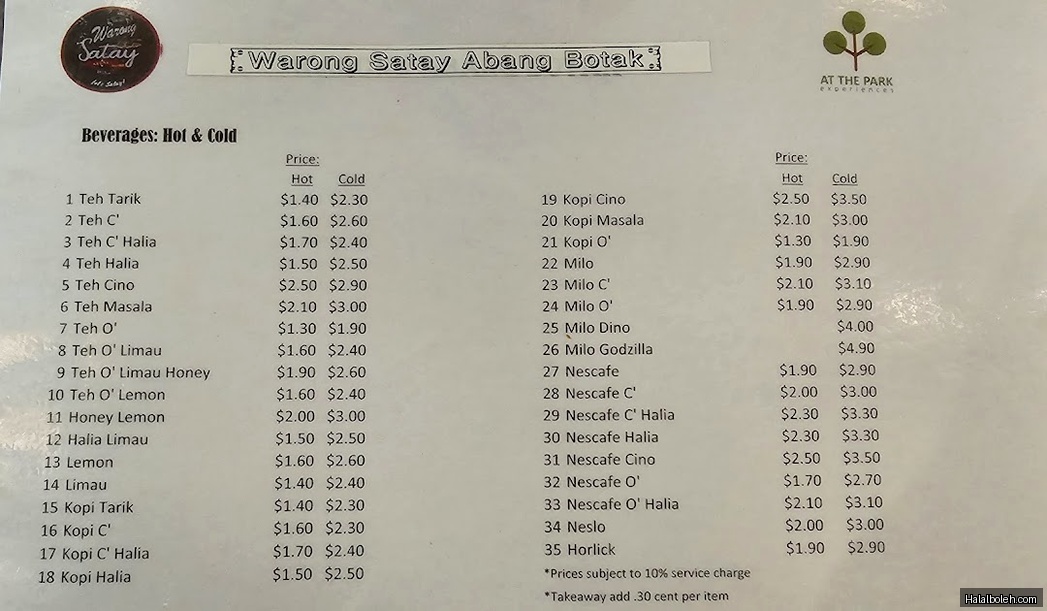 Warong
Satay
let's Satay!
Warong Satay Abang Botak
AT THE PARK
experiences
Beverages: Hot & Cold
Price:
Hot Cold
1 Teh Tarik $1.40 $2.30
2 Teh C' $1.60 $2.60
3 Teh C' Halia $1.70 $2.40
4 Teh Halia $1.50 $2.50
5 Teh Cino $2.50 $2.90
6 Teh Masala $2.10 $3.00
7 Teh O' $1.30 $1.90
8 Teh O' Limau $1.60 $2.40
9 Teh O' Limau Honey $1.90 $2.60
10 Teh O' Lemon $1.60 $2.40
11 Honey Lemon $2.00 $3.00
12 Halia Limau $1.50 $2.50
13 Lemon $1.60 $2.60
14 Limau $1.40 $2.40
15 Kopi Tarik $1.40 $2.30
16 Kopi C' $1.60 $2.30
17 Kopi C' Halia $1.70 $2.40
18 Kopi Halia $1.50 $2.50
Price:
Hot Cold
19 Kopi Cino $2.50 $3.50
20 Kopi Masala $2.10 $3.00
21 Kopi O' $1.30 $1.90
22 Milo $1.90 $2.90
23 Milo C' $2.10 $3.10
24 Milo O' $1.90 $2.90
25 Milo Dino $4.00
26 Milo Godzilla $4.90
27 Nescafe $1.90 $2.90
28 Nescafe C' $2.00 $3.00
29 Nescafe C' Halia $2.30 $3.30
30 Nescafe Halia $2.30 $3.30
31 Nescafe Cino $2.50 $3.50
32 Nescafe O' $1.70 $2.70
33 Nescafe O' Halia $2.10 $3.10
34 Neslo $2.00 $3.00
35 Horlick $1.90 $2.90
*Prices subject to 10% service charge
*Takeaway add .30 cent per item
Halalboleh.com